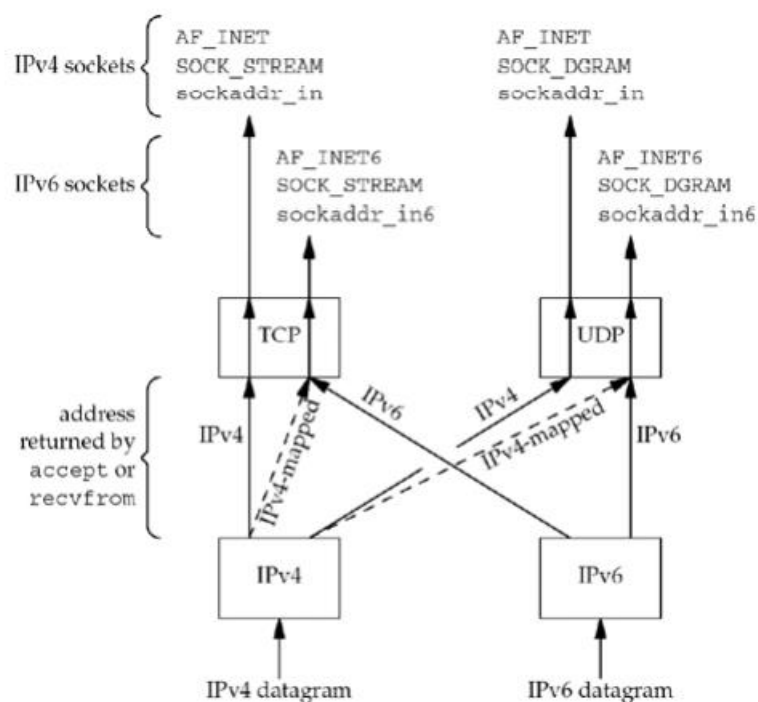 IPv4 sockets
AF_INET
SOCK_STREAM
sockaddr_in
AF_INET
SOCK_DGRAM
sockaddr_in
IPv6 sockets
AF_INET6
SOCK_STREAM
sockaddr_in6
AF_INET6
SOCK_DGRAM
sockaddr_in6
TCP
UDP
address
returned by
accept or
recvfrom
IPv4
IPv4-mapped
IPv6
IPv4
IPv4-mapped
IPv6
IPv4
IPv6
IPv4 datagram
IPv6 datagram